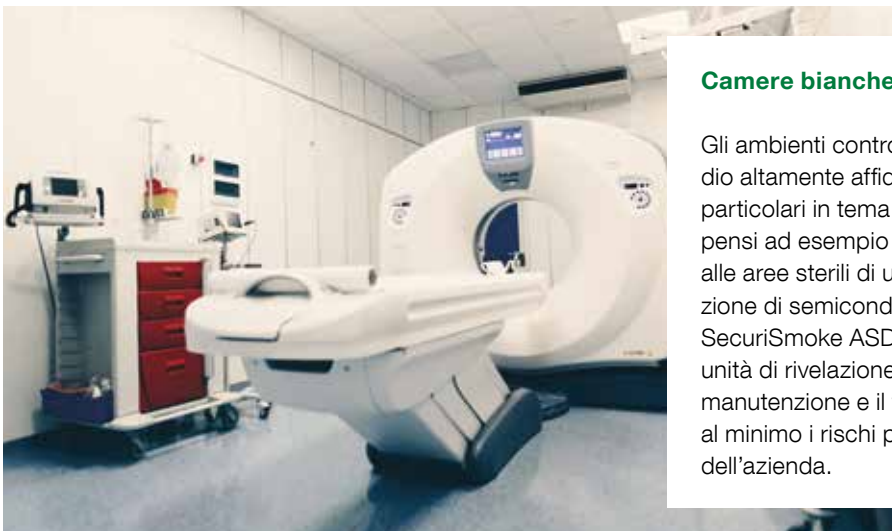 Camere bianche
Gli ambienti contro
dio altamente affid
particolari in tema
pensi ad esempio
alle aree sterili di u
zione di semicond
SecuriSmoke ASD
unità di rivelazione
manutenzione e il
al minimo i rischi p
dell’azienda.